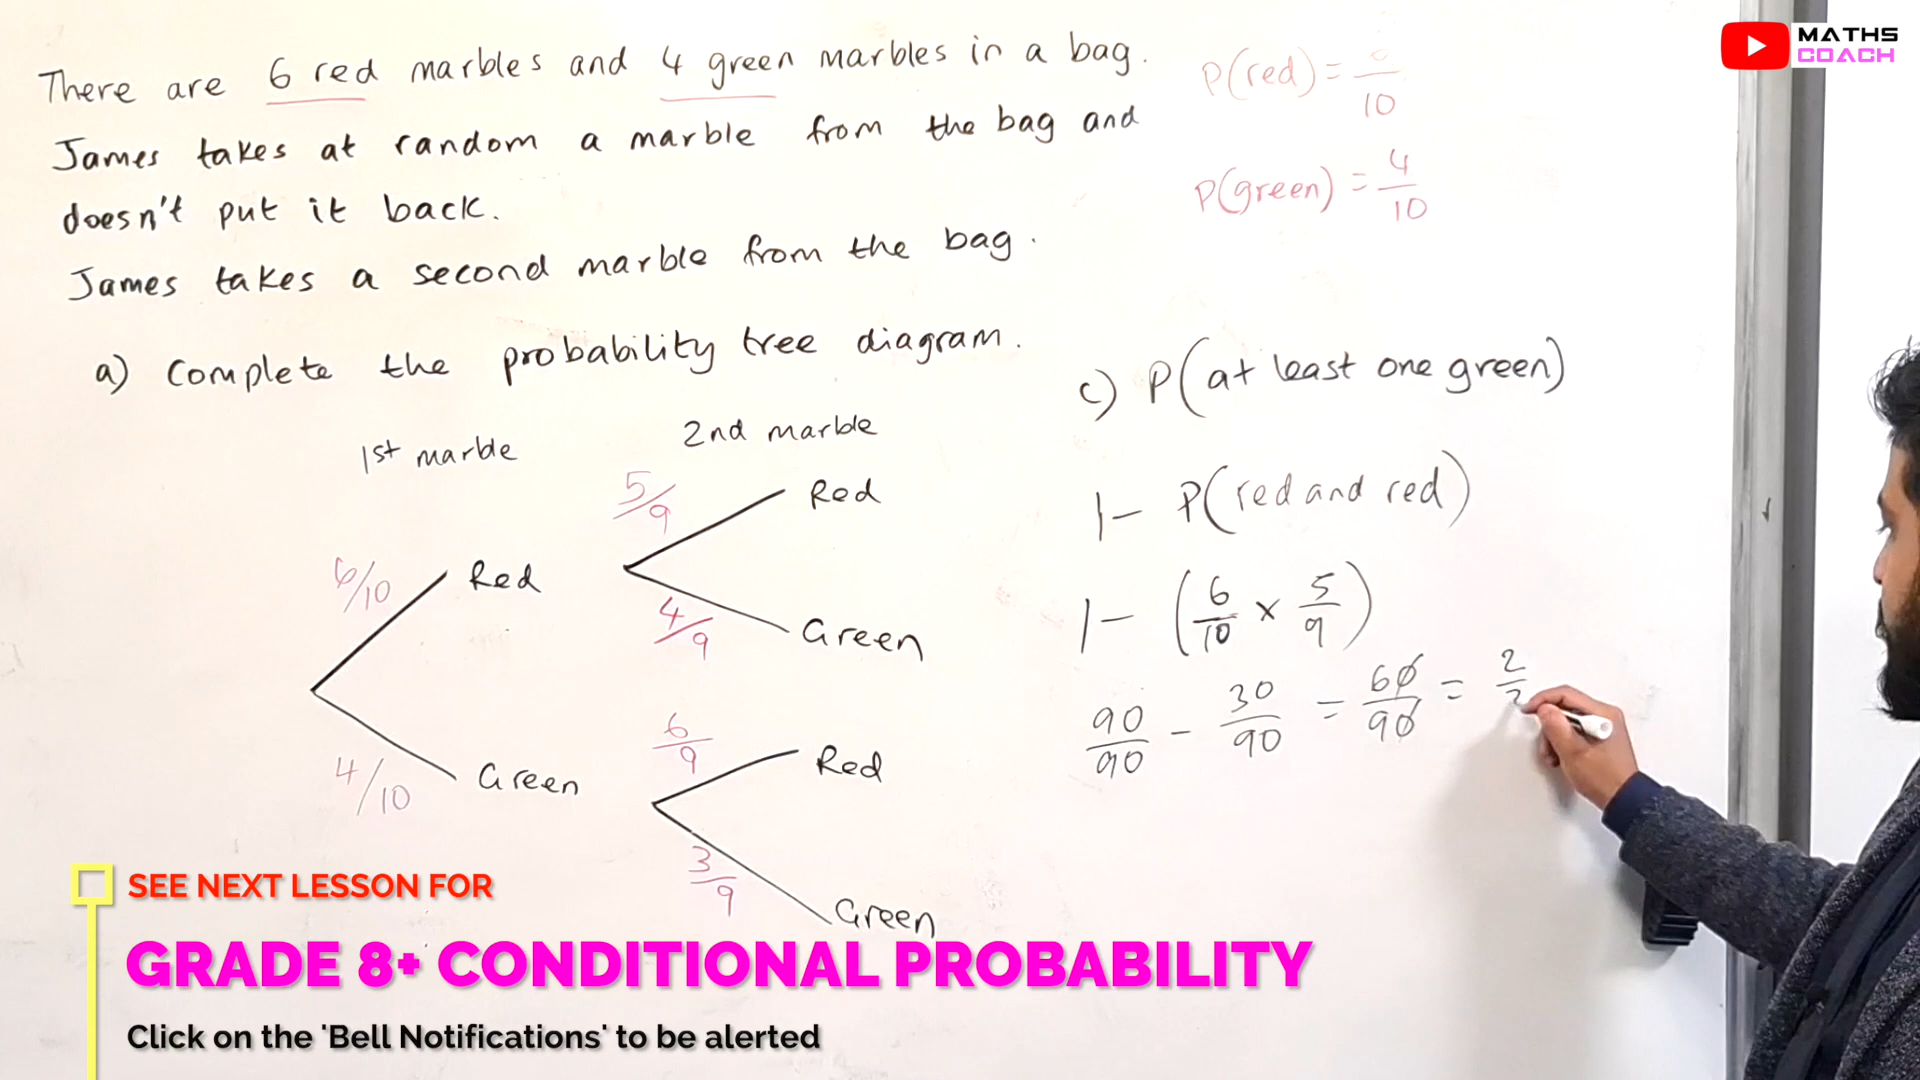 There are 6 red marbles and 4 green marbles in a bag.
James takes at random a marble from the bag and
doesn't put it back.
James takes a second marble from the bag.
a) Complete the probability tree diagram.
1st marble
2nd marble
6/10
Red
4/10
Green
5/9
Red
4/9
Green
6/9
Red
3/9
Green
P(red) = 6/10
P(green) = 4/10
c) P(at least one green)
1 - P(red and red)
1 - (6/10 × 5/9)
90/90 - 30/90 = 60/90 = 2/3
MATHS
COACH
SEE NEXT LESSON FOR
GRADE 8+ CONDITIONAL PROBABILITY
Click on the 'Bell Notifications' to be alerted